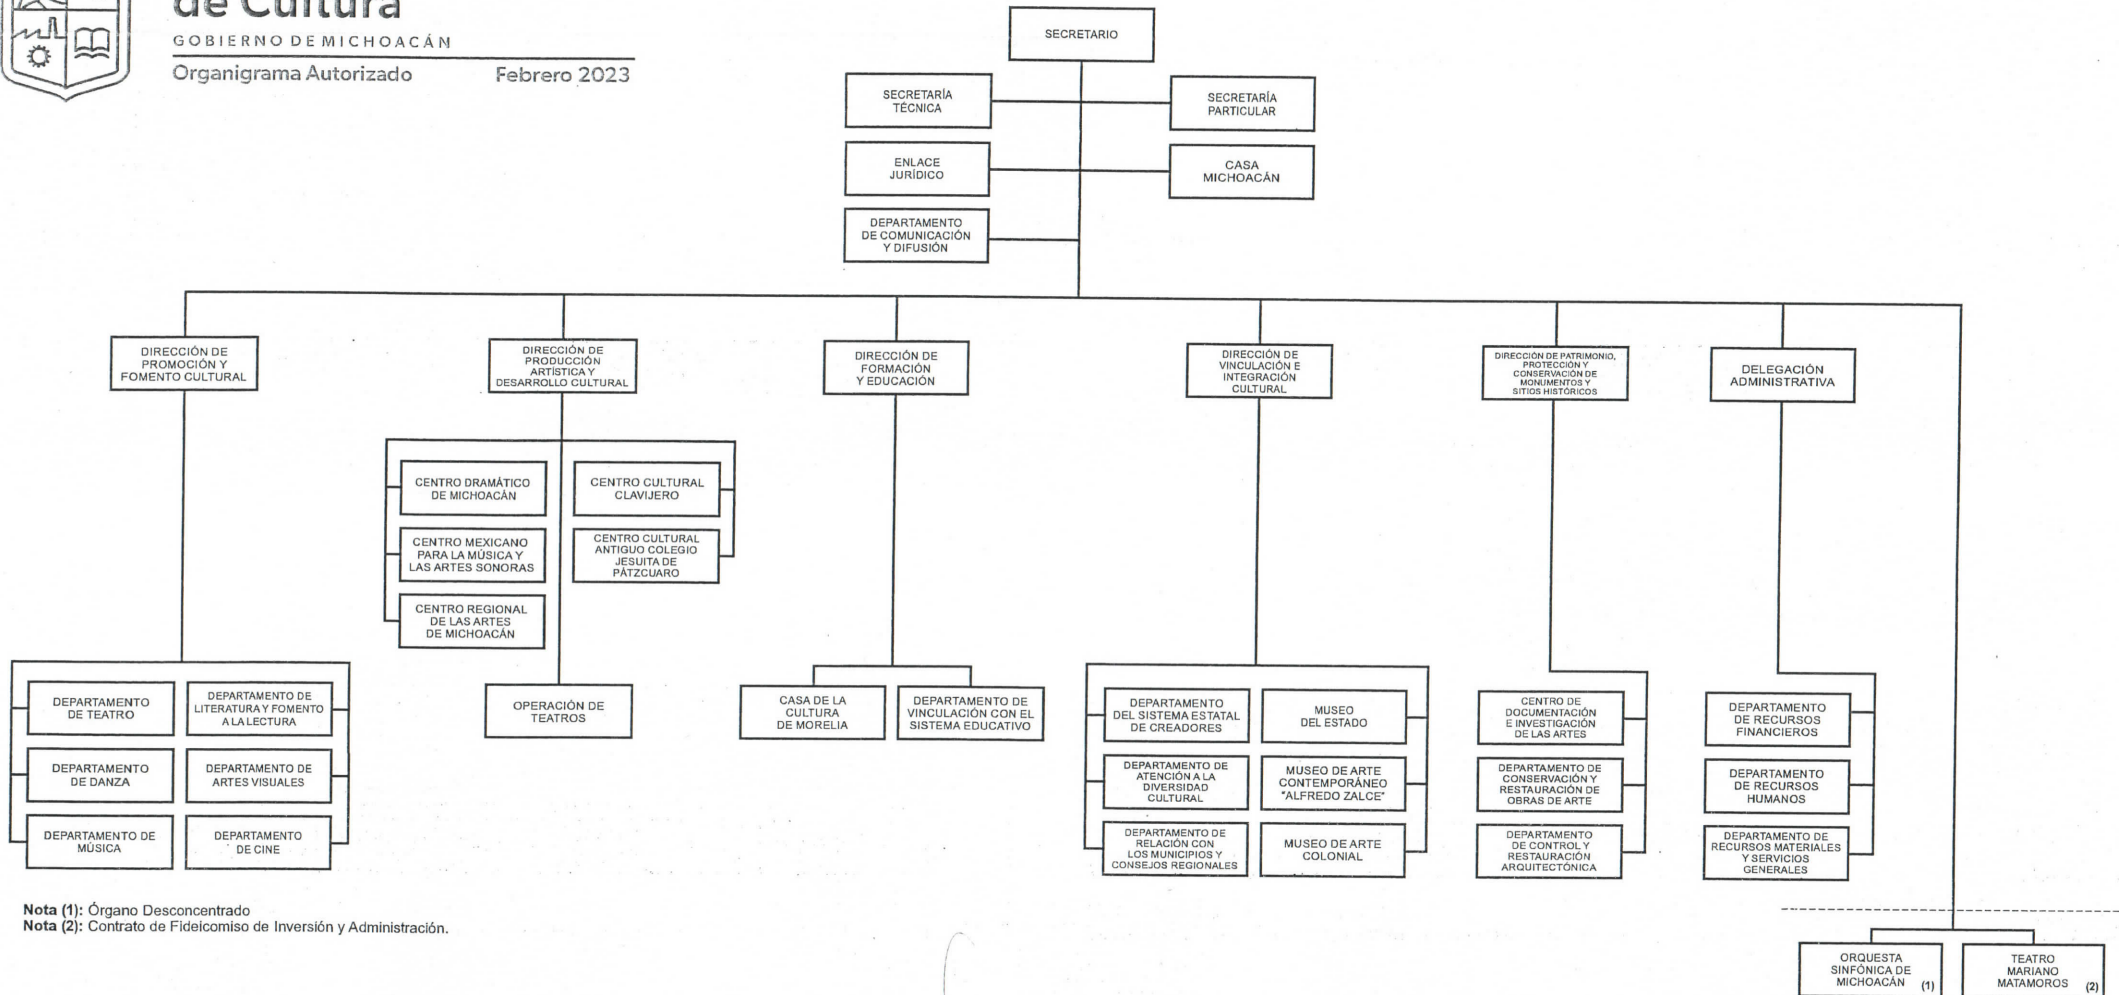 de Cultura
GOBIERNO DE MICHOACÁN
Organigrama Autorizado Febrero 2023
SECRETARIO
SECRETARÍA
TÉCNICA
SECRETARÍA
PARTICULAR
ENLACE
JURÍDICO
CASA
MICHOACÁN
DEPARTAMENTO
DE COMUNICACIÓN
Y DIFUSIÓN
DIRECCIÓN DE
PROMOCIÓN Y
FOMENTO CULTURAL
DIRECCIÓN DE
PRODUCCIÓN
ARTÍSTICA Y
DESARROLLO CULTURAL
DIRECCIÓN DE
FORMACIÓN
Y EDUCACIÓN
DIRECCIÓN DE
VINCULACIÓN E
INTEGRACIÓN
CULTURAL
DIRECCIÓN DE PATRIMONIO,
PROTECCIÓN Y
CONSERVACIÓN DE
MONUMENTOS Y
SITIOS HISTÓRICOS
DELEGACIÓN
ADMINISTRATIVA
CENTRO DRAMÁTICO
DE MICHOACÁN
CENTRO CULTURAL
CLAVIJERO
CENTRO MEXICANO
PARA LA MÚSICA Y
LAS ARTES SONORAS
CENTRO CULTURAL
ANTIGUO COLEGIO
JESUITA DE
PÁTZCUARO
CENTRO REGIONAL
DE LAS ARTES
DE MICHOACÁN
OPERACIÓN DE
TEATROS
DEPARTAMENTO
DE TEATRO
DEPARTAMENTO DE
LITERATURA Y FOMENTO
A LA LECTURA
DEPARTAMENTO
DE DANZA
DEPARTAMENTO DE
ARTES VISUALES
DEPARTAMENTO DE
MÚSICA
DEPARTAMENTO
DE CINE
CASA DE LA
CULTURA
DE MORELIA
DEPARTAMENTO DE
VINCULACIÓN CON EL
SISTEMA EDUCATIVO
DEPARTAMENTO
DEL SISTEMA ESTATAL
DE CREADORES
MUSEO
DEL ESTADO
DEPARTAMENTO DE
ATENCIÓN A LA
DIVERSIDAD
CULTURAL
MUSEO DE ARTE
CONTEMPORÁNEO
"ALFREDO ZALCE"
DEPARTAMENTO DE
RELACIÓN CON
LOS MUNICIPIOS Y
CONSEJOS REGIONALES
MUSEO DE ARTE
COLONIAL
CENTRO DE
DOCUMENTACIÓN
E INVESTIGACIÓN
DE LAS ARTES
DEPARTAMENTO DE
CONSERVACIÓN Y
RESTAURACIÓN DE
OBRAS DE ARTE
DEPARTAMENTO
DE CONTROL Y
RESTAURACIÓN
ARQUITECTÓNICA
DEPARTAMENTO
DE RECURSOS
FINANCIEROS
DEPARTAMENTO
DE RECURSOS
HUMANOS
DEPARTAMENTO DE
RECURSOS MATERIALES
Y SERVICIOS
GENERALES
Nota (1): Órgano Desconcentrado
Nota (2): Contrato de Fideicomiso de Inversión y Administración.
ORQUESTA
SINFÓNICA DE
MICHOACÁN (1)
TEATRO
MARIANO
MATAMOROS (2)